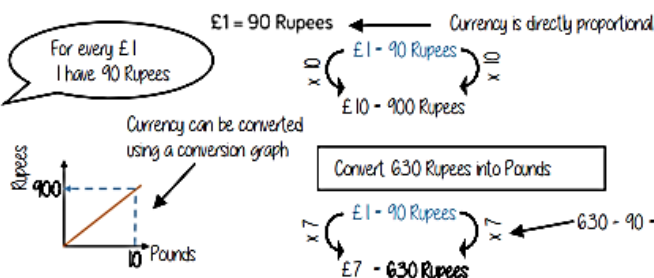 £1 = 90 Rupees
Currency is directly proportional
For every £1
I have 90 Rupees
£1 - 90 Rupees
x 10
x 10
£10 - 900 Rupees
Currency can be converted
using a conversion graph
Rupees
900
10
Pounds
Convert 630 Rupees into Pounds
£1 - 90 Rupees
x 7
x 7
630 - 90 -
£7 - 630 Rupees